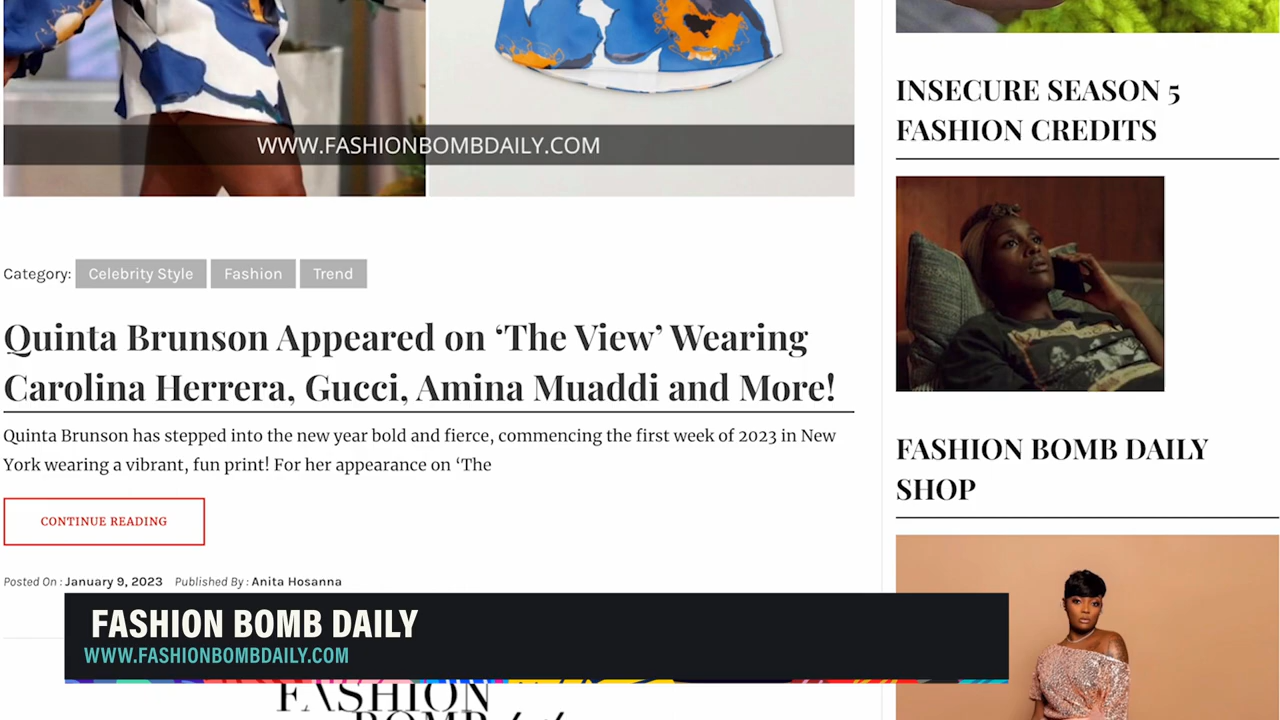 WWW.FASHIONBOMBDAILY.COM
Category: Celebrity Style Fashion Trend
Quinta Brunson Appeared on ‘The View’ Wearing
Carolina Herrera, Gucci, Amina Muaddi and More!
Quinta Brunson has stepped into the new year bold and fierce, commencing the first week of 2023 in New
York wearing a vibrant, fun print! For her appearance on ‘The
CONTINUE READING
Posted On : January 9, 2023 Published By : Anita Hosanna
INSECURE SEASON 5
FASHION CREDITS
FASHION BOMB DAILY
SHOP
FASHION BOMB DAILY
WWW.FASHIONBOMBDAILY.COM
FASHION
BOMB